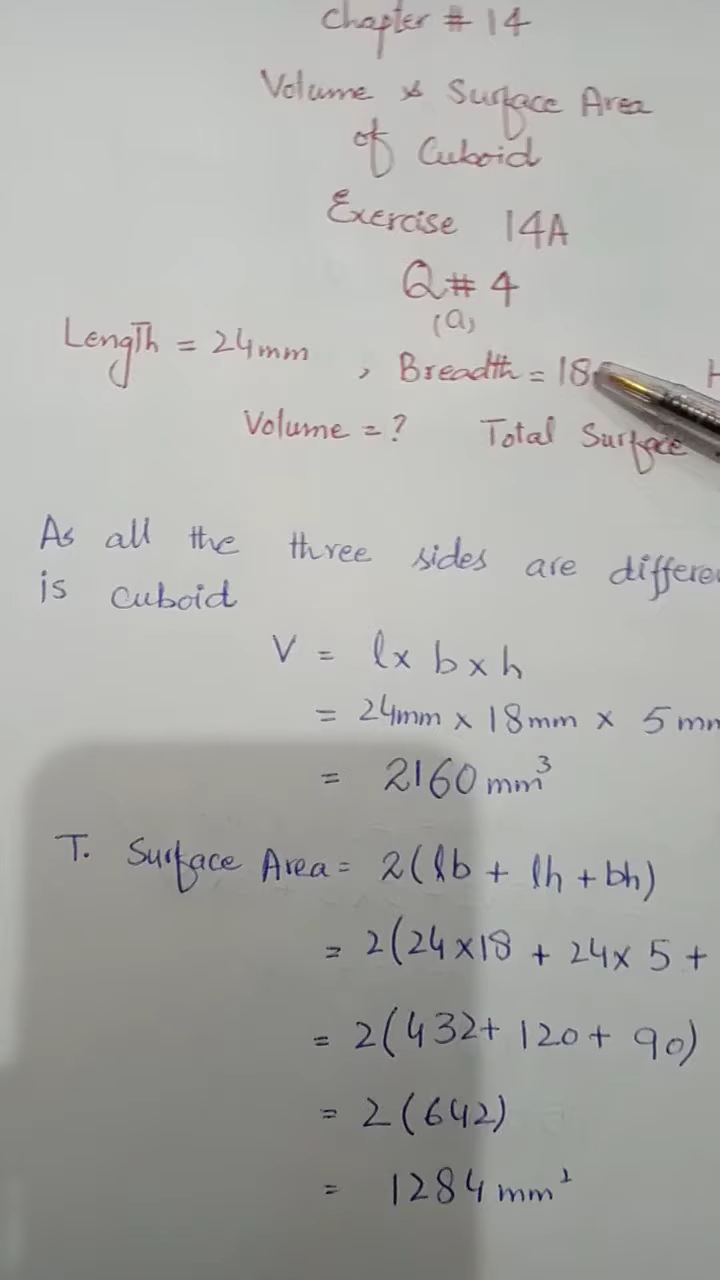 Chapter # 14
Volume & Surface Area
of Cuboid
Exercise 14A
Q# 4
(a)
Length = 24mm , Breadth = 18 H
Volume = ? Total Surface
As all the three sides are differe
is cuboid
V = l x b x h
= 24mm x 18mm x 5 mm
= 2160 mm³
T. Surface Area = 2(lb + lh + bh)
= 2(24x18 + 24x 5 +
= 2(432+ 120+ 90)
= 2(642)
= 1284 mm²